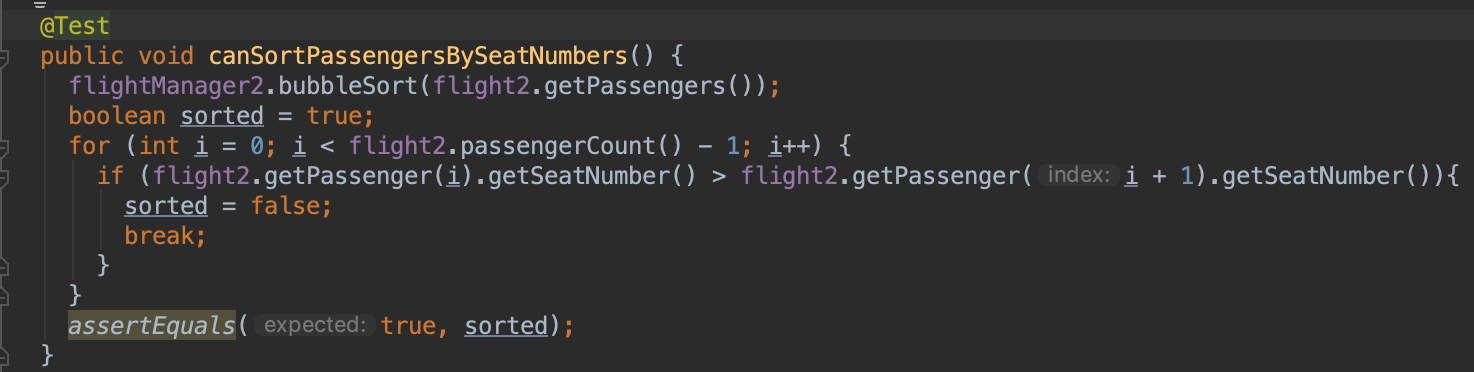 @Test
public void canSortPassengersBySeatNumbers() {
flightManager2.bubbleSort(flight2.getPassengers());
boolean sorted = true;
for (int i = 0; i < flight2.passengerCount() - 1; i++) {
if (flight2.getPassenger(i).getSeatNumber() > flight2.getPassenger( index: i + 1).getSeatNumber()){
sorted = false;
break;
}
}
assertEquals( expected: true, sorted);
}